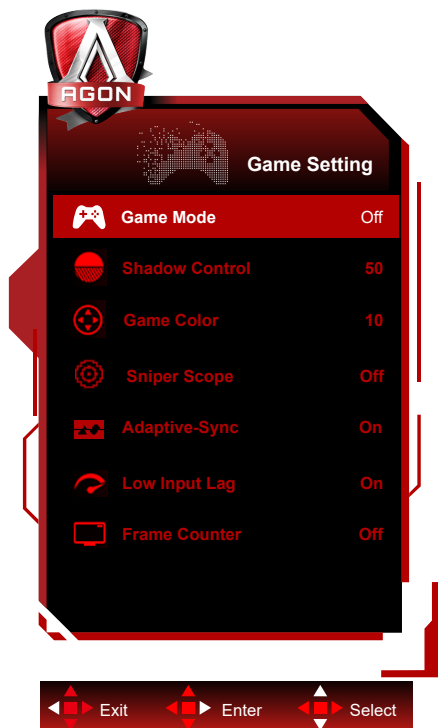 AGON
Game Setting
Game Mode Off
Shadow Control 50
Game Color 10
Sniper Scope Off
Adaptive-Sync On
Low Input Lag On
Frame Counter Off
Exit Enter Select